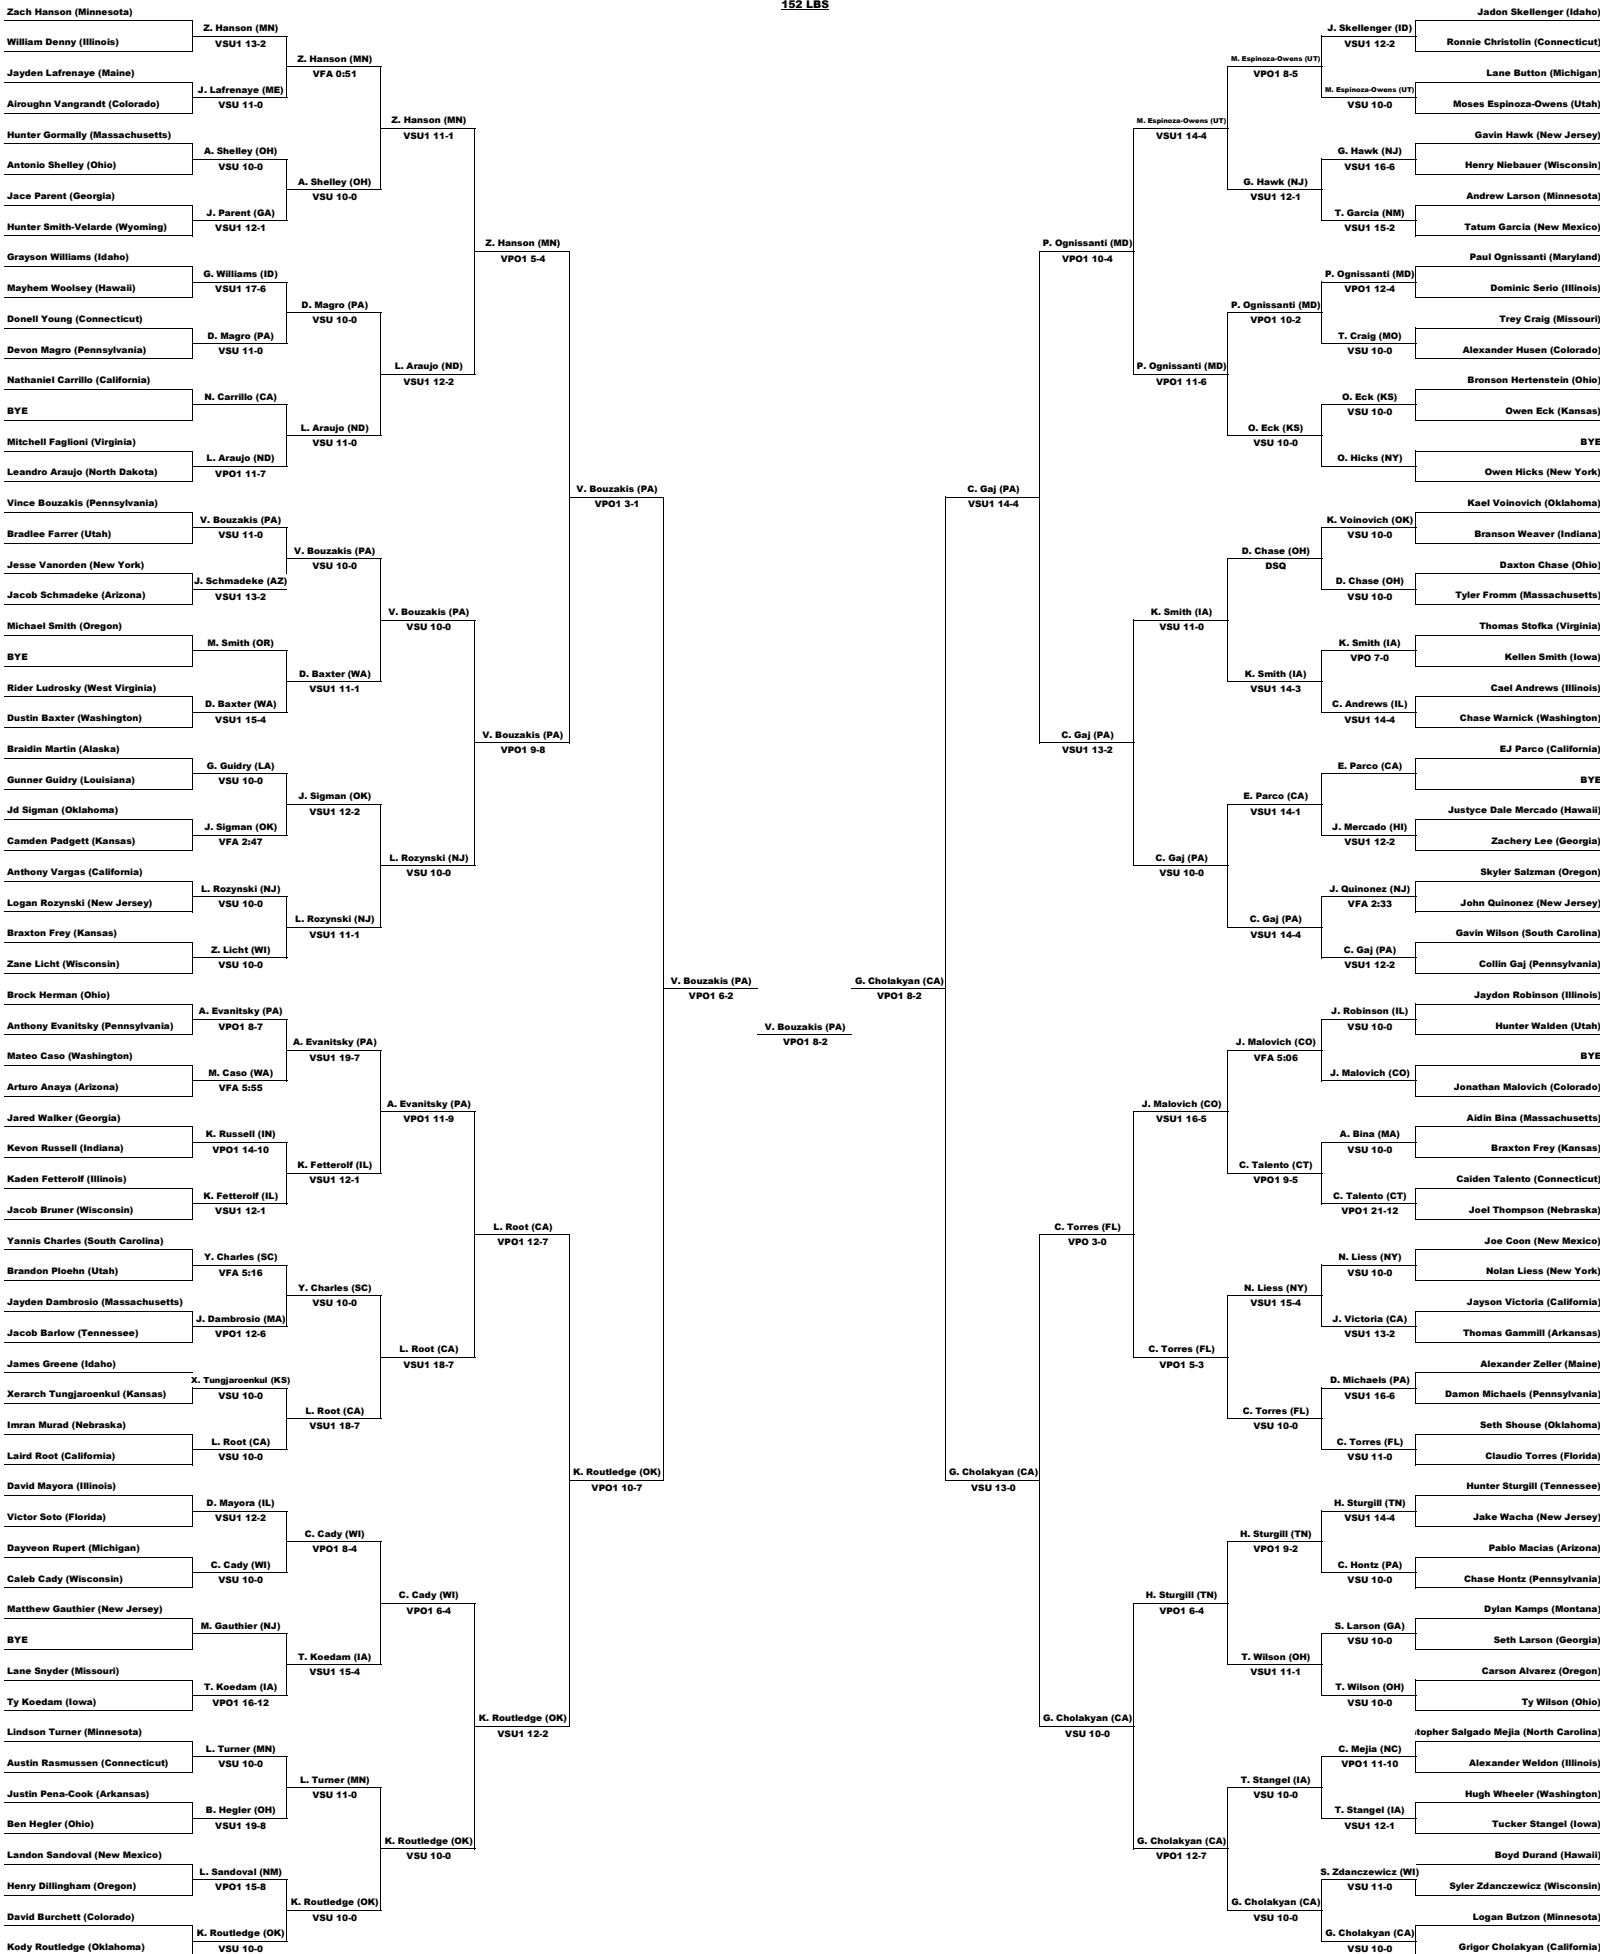 152 LBS
Zach Hanson (Minnesota)
William Denny (Illinois)
Jayden Lafrenaye (Maine)
Airoughn Vangrandt (Colorado)
Hunter Gormally (Massachusetts)
Antonio Shelley (Ohio)
Jace Parent (Georgia)
Hunter Smith-Velarde (Wyoming)
Grayson Williams (Idaho)
Mayhem Woolsey (Hawaii)
Donell Young (Connecticut)
Devon Magro (Pennsylvania)
Nathaniel Carrillo (California)
BYE
Mitchell Faglioni (Virginia)
Leandro Araujo (North Dakota)
Vince Bouzakis (Pennsylvania)
Bradlee Farrer (Utah)
Jesse Vanorden (New York)
Jacob Schmadeke (Arizona)
Michael Smith (Oregon)
BYE
Rider Ludrosky (West Virginia)
Dustin Baxter (Washington)
Braidin Martin (Alaska)
Gunner Guidry (Louisiana)
Jd Sigman (Oklahoma)
Camden Padgett (Kansas)
Anthony Vargas (California)
Logan Rozynski (New Jersey)
Braxton Frey (Kansas)
Zane Licht (Wisconsin)
Brock Herman (Ohio)
Anthony Evanitsky (Pennsylvania)
Mateo Caso (Washington)
Arturo Anaya (Arizona)
Jared Walker (Georgia)
Kevon Russell (Indiana)
Kaden Fetterolf (Illinois)
Jacob Bruner (Wisconsin)
Yannis Charles (South Carolina)
Brandon Ploehn (Utah)
Jayden Dambrosio (Massachusetts)
Jacob Barlow (Tennessee)
James Greene (Idaho)
Xerarch Tungjaroenkul (Kansas)
Imran Murad (Nebraska)
Laird Root (California)
David Mayora (Illinois)
Victor Soto (Florida)
Dayveon Rupert (Michigan)
Caleb Cady (Wisconsin)
Matthew Gauthier (New Jersey)
BYE
Lane Snyder (Missouri)
Ty Koedam (Iowa)
Lindson Turner (Minnesota)
Austin Rasmussen (Connecticut)
Justin Pena-Cook (Arkansas)
Ben Hegler (Ohio)
Landon Sandoval (New Mexico)
Henry Dillingham (Oregon)
David Burchett (Colorado)
Kody Routledge (Oklahoma)
Z. Hanson (MN)
VSU1 13-2
J. Lafrenaye (ME)
VSU 11-0
A. Shelley (OH)
VSU 10-0
J. Parent (GA)
VSU1 12-1
G. Williams (ID)
VSU1 17-6
D. Magro (PA)
VSU 11-0
N. Carrillo (CA)
L. Araujo (ND)
VPO1 11-7
V. Bouzakis (PA)
VSU 11-0
J. Schmadeke (AZ)
VSU1 13-2
M. Smith (OR)
D. Baxter (WA)
VSU1 15-4
G. Guidry (LA)
VSU 10-0
J. Sigman (OK)
VFA 2:47
L. Rozynski (NJ)
VSU 10-0
Z. Licht (WI)
VSU 10-0
A. Evanitsky (PA)
VPO1 8-7
M. Caso (WA)
VFA 5:55
K. Russell (IN)
VPO1 14-10
K. Fetterolf (IL)
VSU1 12-1
Y. Charles (SC)
VFA 5:16
J. Dambrosio (MA)
VPO1 12-6
X. Tungjaroenkul (KS)
VSU 10-0
L. Root (CA)
VSU 10-0
D. Mayora (IL)
VSU1 12-2
C. Cady (WI)
VSU 10-0
M. Gauthier (NJ)
T. Koedam (IA)
VPO1 16-12
L. Turner (MN)
VSU 10-0
B. Hegler (OH)
VSU1 19-8
L. Sandoval (NM)
VPO1 15-8
K. Routledge (OK)
VSU 10-0
Z. Hanson (MN)
VFA 0:51
A. Shelley (OH)
VSU 10-0
D. Magro (PA)
VSU 10-0
L. Araujo (ND)
VSU 11-0
V. Bouzakis (PA)
VSU 10-0
D. Baxter (WA)
VSU1 11-1
J. Sigman (OK)
VSU1 12-2
L. Rozynski (NJ)
VSU1 11-1
A. Evanitsky (PA)
VSU1 19-7
K. Fetterolf (IL)
VSU1 12-1
Y. Charles (SC)
VSU 10-0
L. Root (CA)
VSU1 18-7
C. Cady (WI)
VPO1 8-4
T. Koedam (IA)
VSU1 15-4
L. Turner (MN)
VSU 11-0
K. Routledge (OK)
VSU 10-0
Z. Hanson (MN)
VSU1 11-1
L. Araujo (ND)
VSU1 12-2
V. Bouzakis (PA)
VSU 10-0
L. Rozynski (NJ)
VSU 10-0
A. Evanitsky (PA)
VPO1 11-9
L. Root (CA)
VSU1 18-7
C. Cady (WI)
VPO1 6-4
K. Routledge (OK)
VSU 10-0
Z. Hanson (MN)
VPO1 5-4
V. Bouzakis (PA)
VPO1 9-8
L. Root (CA)
VPO1 12-7
K. Routledge (OK)
VSU1 12-2
V. Bouzakis (PA)
VPO1 3-1
K. Routledge (OK)
VPO1 10-7
V. Bouzakis (PA)
VPO1 6-2
V. Bouzakis (PA)
VPO1 8-2
G. Cholakyan (CA)
VPO1 8-2
C. Gaj (PA)
VSU1 14-4
G. Cholakyan (CA)
VSU 13-0
P. Ognissanti (MD)
VPO1 10-4
C. Gaj (PA)
VSU1 13-2
C. Torres (FL)
VPO 3-0
G. Cholakyan (CA)
VSU 10-0
M. Espinoza-Owens (UT)
VSU1 14-4
P. Ognissanti (MD)
VPO1 11-6
K. Smith (IA)
VSU 11-0
C. Gaj (PA)
VSU 10-0
J. Malovich (CO)
VSU1 16-5
C. Torres (FL)
VPO1 5-3
H. Sturgill (TN)
VPO1 6-4
G. Cholakyan (CA)
VPO1 12-7
M. Espinoza-Owens (UT)
VPO1 8-5
G. Hawk (NJ)
VSU1 12-1
P. Ognissanti (MD)
VPO1 10-2
O. Eck (KS)
VSU 10-0
D. Chase (OH)
DSQ
K. Smith (IA)
VSU1 14-3
E. Parco (CA)
VSU1 14-1
C. Gaj (PA)
VSU1 14-4
J. Malovich (CO)
VFA 5:06
C. Talento (CT)
VPO1 9-5
N. Liess (NY)
VSU1 15-4
C. Torres (FL)
VSU 10-0
H. Sturgill (TN)
VPO1 9-2
T. Wilson (OH)
VSU1 11-1
T. Stangel (IA)
VSU 10-0
G. Cholakyan (CA)
VSU 10-0
J. Skellenger (ID)
VSU1 12-2
M. Espinoza-Owens (UT)
VSU 10-0
G. Hawk (NJ)
VSU1 16-6
T. Garcia (NM)
VSU1 15-2
P. Ognissanti (MD)
VPO1 12-4
T. Craig (MO)
VSU 10-0
O. Eck (KS)
VSU 10-0
O. Hicks (NY)
K. Voinovich (OK)
VSU 10-0
D. Chase (OH)
VSU 10-0
K. Smith (IA)
VPO 7-0
C. Andrews (IL)
VSU1 14-4
E. Parco (CA)
J. Mercado (HI)
VSU1 12-2
J. Quinonez (NJ)
VFA 2:33
C. Gaj (PA)
VSU1 12-2
J. Robinson (IL)
VSU 10-0
J. Malovich (CO)
A. Bina (MA)
VSU 10-0
C. Talento (CT)
VPO1 21-12
N. Liess (NY)
VSU 10-0
J. Victoria (CA)
VSU1 13-2
D. Michaels (PA)
VSU1 16-6
C. Torres (FL)
VSU 11-0
H. Sturgill (TN)
VSU1 14-4
C. Hontz (PA)
VSU 10-0
S. Larson (GA)
VSU 10-0
T. Wilson (OH)
VSU 10-0
C. Mejia (NC)
VPO1 11-10
T. Stangel (IA)
VSU1 12-1
S. Zdanczewicz (WI)
VSU 11-0
G. Cholakyan (CA)
VSU 10-0
Jadon Skellenger (Idaho)
Ronnie Christolin (Connecticut)
Lane Button (Michigan)
Moses Espinoza-Owens (Utah)
Gavin Hawk (New Jersey)
Henry Niebauer (Wisconsin)
Andrew Larson (Minnesota)
Tatum Garcia (New Mexico)
Paul Ognissanti (Maryland)
Dominic Serio (Illinois)
Trey Craig (Missouri)
Alexander Husen (Colorado)
Bronson Hertenstein (Ohio)
Owen Eck (Kansas)
BYE
Owen Hicks (New York)
Kael Voinovich (Oklahoma)
Branson Weaver (Indiana)
Daxton Chase (Ohio)
Tyler Fromm (Massachusetts)
Thomas Stofka (Virginia)
Kellen Smith (Iowa)
Cael Andrews (Illinois)
Chase Warnick (Washington)
EJ Parco (California)
BYE
Justyce Dale Mercado (Hawaii)
Zachery Lee (Georgia)
Skyler Salzman (Oregon)
John Quinonez (New Jersey)
Gavin Wilson (South Carolina)
Collin Gaj (Pennsylvania)
Jaydon Robinson (Illinois)
Hunter Walden (Utah)
BYE
Jonathan Malovich (Colorado)
Aidin Bina (Massachusetts)
Braxton Frey (Kansas)
Caiden Talento (Connecticut)
Joel Thompson (Nebraska)
Joe Coon (New Mexico)
Nolan Liess (New York)
Jayson Victoria (California)
Thomas Gammill (Arkansas)
Alexander Zeller (Maine)
Damon Michaels (Pennsylvania)
Seth Shouse (Oklahoma)
Claudio Torres (Florida)
Hunter Sturgill (Tennessee)
Jake Wacha (New Jersey)
Pablo Macias (Arizona)
Chase Hontz (Pennsylvania)
Dylan Kamps (Montana)
Seth Larson (Georgia)
Carson Alvarez (Oregon)
Ty Wilson (Ohio)
topher Salgado Mejia (North Carolina)
Alexander Weldon (Illinois)
Hugh Wheeler (Washington)
Tucker Stangel (Iowa)
Boyd Durand (Hawaii)
Syler Zdanczewicz (Wisconsin)
Logan Butzon (Minnesota)
Grigor Cholakyan (California)